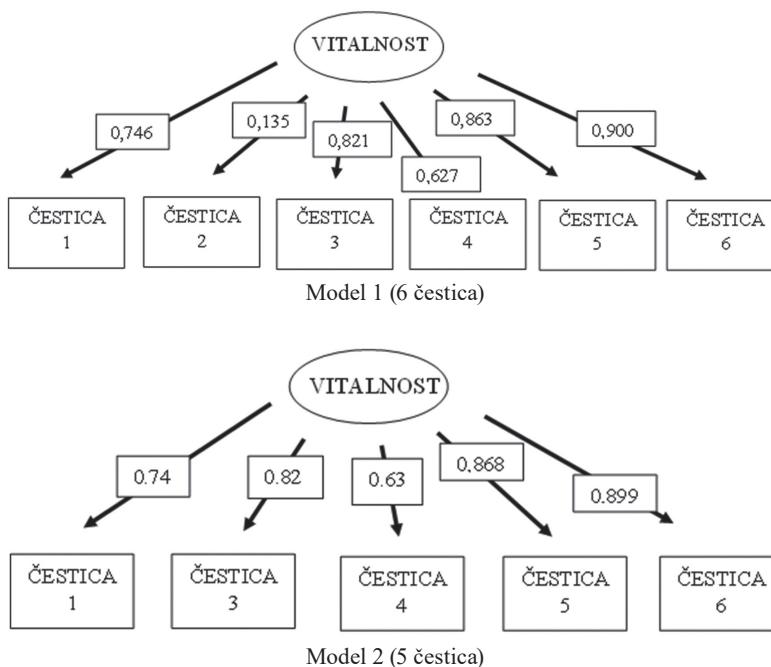 VITALNOST
0,746
0,135
0,821
0,627
0,863
0,900
ČESTICA
1
ČESTICA
2
ČESTICA
3
ČESTICA
4
ČESTICA
5
ČESTICA
6
Model 1 (6 čestica)
VITALNOST
0.74
0.82
0.63
0,868
0.899
ČESTICA
1
ČESTICA
3
ČESTICA
4
ČESTICA
5
ČESTICA
6
Model 2 (5 čestica)